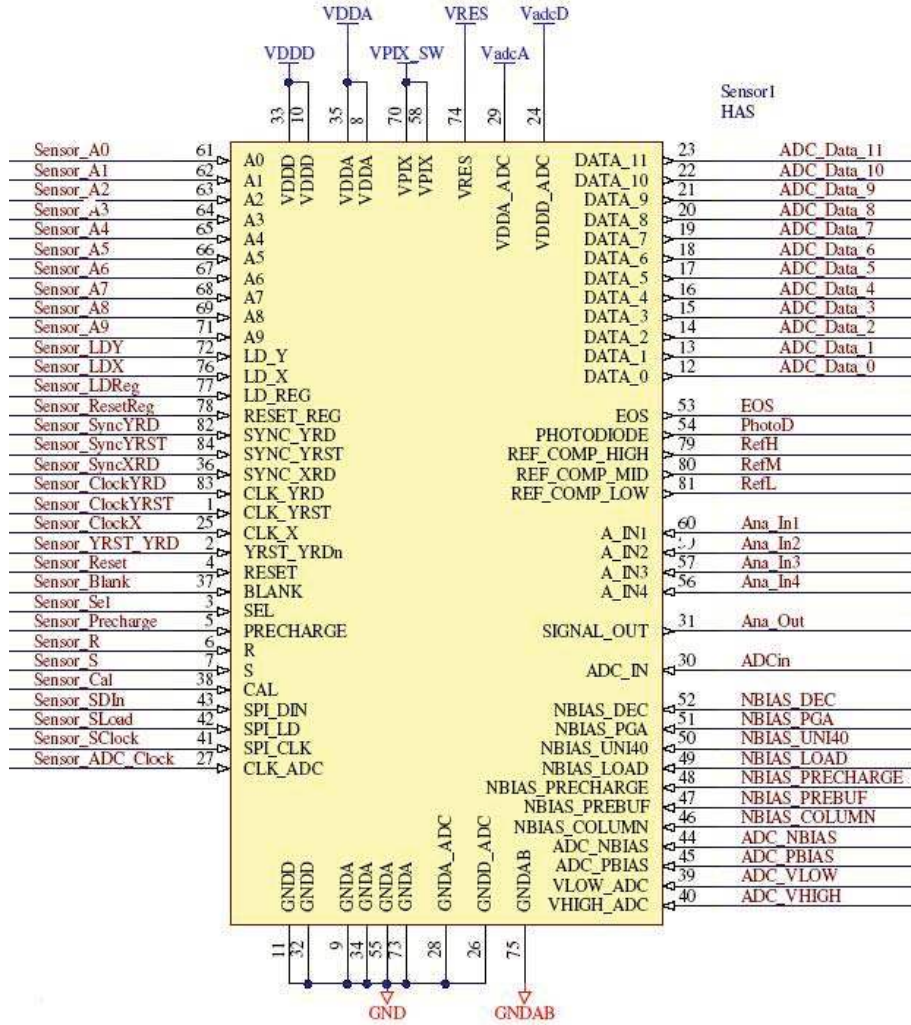 VDDA VRES VadcD
VDDD VPIX_SW VadcA
Sensor1
HAS
33 10 35 8 70 58 74 29 24
VDDD VDDD VDDA VDDA VPIX VPIX VRES VDDA_ADC VDDD_ADC
Sensor_A0 61 A0
Sensor_A1 62 A1
Sensor_A2 63 A2
Sensor_A3 64 A3
Sensor_A4 65 A4
Sensor_A5 66 A5
Sensor_A6 67 A6
Sensor_A7 68 A7
Sensor_A8 69 A8
Sensor_A9 71 A9
Sensor_LDY 72 LD_Y
Sensor_LDX 76 LD_X
Sensor_LDReg 77 LD_REG
Sensor_ResetReg 78 RESET_REG
Sensor_SyncYRD 82 SYNC_YRD
Sensor_SyncYRST 84 SYNC_YRST
Sensor_SyncXRD 36 SYNC_XRD
Sensor_ClockYRD 83 CLK_YRD
Sensor_ClockYRST 1 CLK_YRST
Sensor_ClockX 25 CLK_X
Sensor_YRST_YRD 2 YRST_YRDn
Sensor_Reset 4 RESET
Sensor_Blank 37 BLANK
Sensor_Sel 3 SEL
Sensor_Precharge 5 PRECHARGE
Sensor_R 6 R
Sensor_S 7 S
Sensor_Cal 38 CAL
Sensor_SDIn 43 SPI_DIN
Sensor_SLoad 42 SPI_LD
Sensor_SClock 41 SPI_CLK
Sensor_ADC_Clock 27 CLK_ADC
DATA_11 23 ADC_Data_11
DATA_10 22 ADC_Data_10
DATA_9 21 ADC_Data_9
DATA_8 20 ADC_Data_8
DATA_7 19 ADC_Data_7
DATA_6 18 ADC_Data_6
DATA_5 17 ADC_Data_5
DATA_4 16 ADC_Data_4
DATA_3 15 ADC_Data_3
DATA_2 14 ADC_Data_2
DATA_1 13 ADC_Data_1
DATA_0 12 ADC_Data_0
EOS 53 EOS
PHOTODIODE 54 PhotoD
REF_COMP_HIGH 79 RefH
REF_COMP_MID 80 RefM
REF_COMP_LOW 81 RefL
A_IN1 60 Ana_In1
A_IN2 Ana_In2
A_IN3 57 Ana_In3
A_IN4 56 Ana_In4
SIGNAL_OUT 31 Ana_Out
ADC_IN 30 ADCin
NBIAS_DEC 52 NBIAS_DEC
NBIAS_PGA 51 NBIAS_PGA
NBIAS_UNI40 50 NBIAS_UNI40
NBIAS_LOAD 49 NBIAS_LOAD
NBIAS_PRECHARGE 48 NBIAS_PRECHARGE
NBIAS_PREBUF 47 NBIAS_PREBUF
NBIAS_COLUMN 46 NBIAS_COLUMN
ADC_NBIAS 44 ADC_NBIAS
ADC_PBIAS 45 ADC_PBIAS
VLOW_ADC 39 ADC_VLOW
VHIGH_ADC 40 ADC_VHIGH
GNDD GNDD GNDA GNDA GNDA GNDA GNDA_ADC GNDD_ADC GNDAB
11 32 9 34 55 73 28 26 75
GND GNDAB